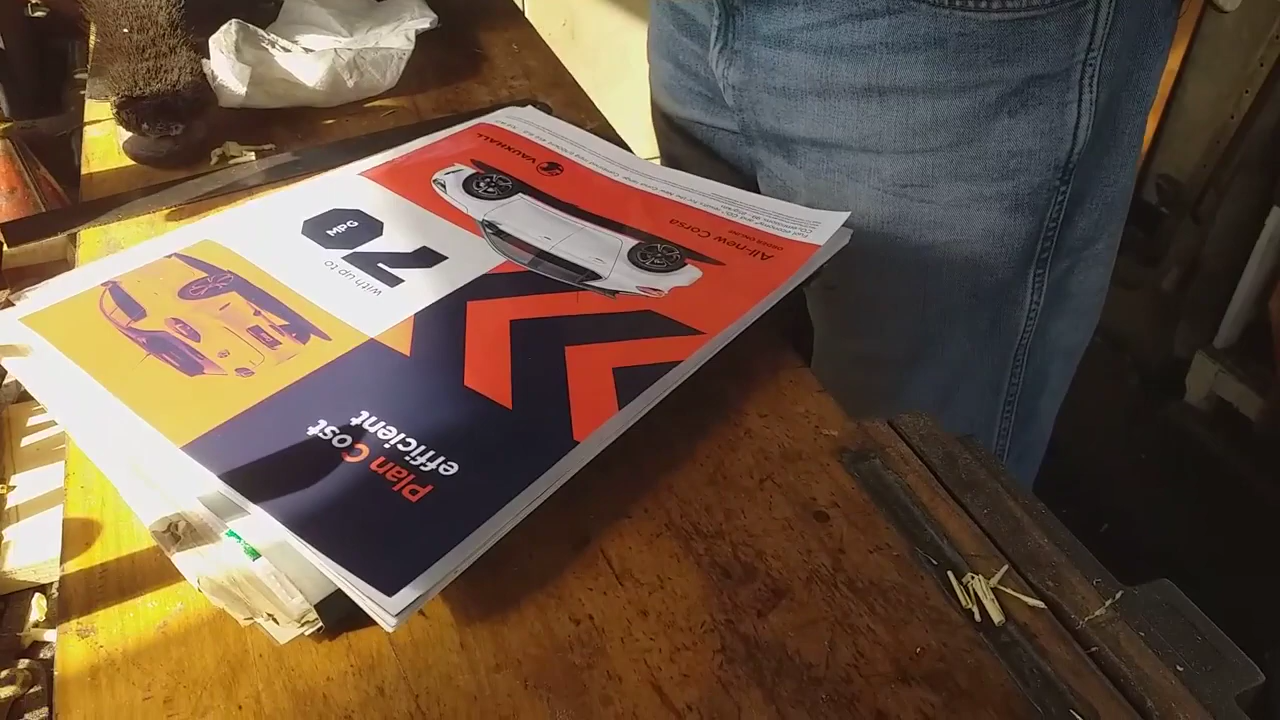 Plan Cost
efficient
with up to
70
MPG
All-new Corsa
ORDER ONLINE
VAUXHALL